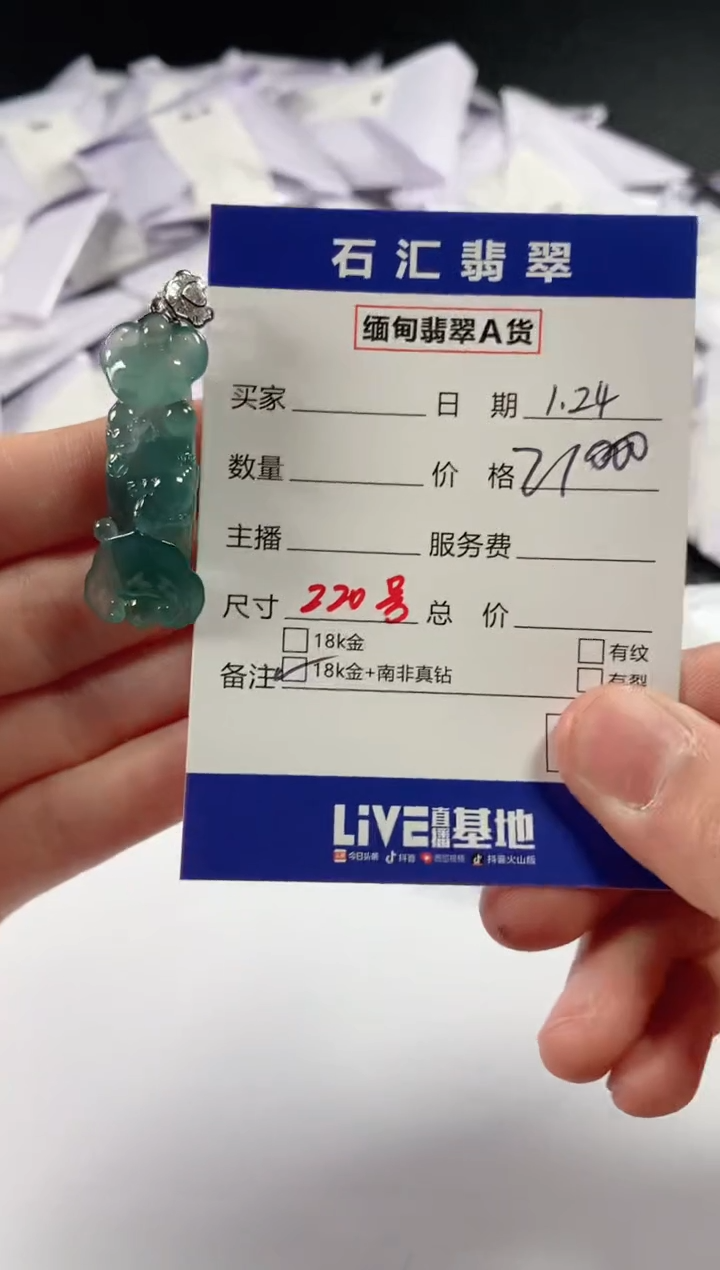 石汇翡翠
缅甸翡翠A货
买家 日期 1.24
数量 价格 21000
主播 服务费
尺寸 220号 总价
18k金 有纹
备注 18k金+南非真钻 有裂
LiVE直播基地
今日头条 抖音 西瓜视频 抖音火山版